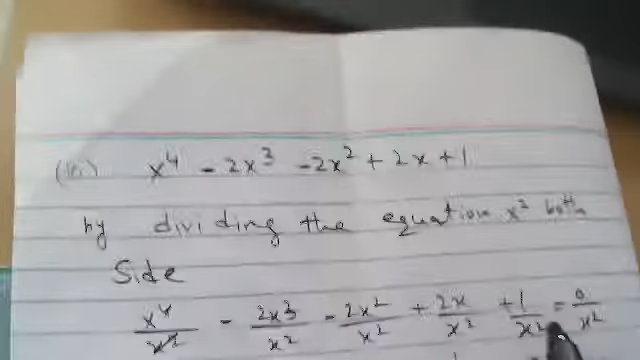 (iii) x⁴ - 2x³ - 2x² + 2x + 1
by dividing the equation x² both
Side
x⁴/x² - 2x³/x² - 2x²/x² + 2x/x² + 1/x² = 0/x²